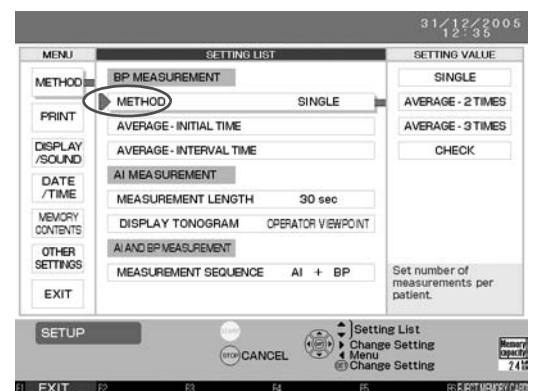 31/12/2005
12:35
MENU
SETTING LIST
SETTING VALUE
METHOD
PRINT
DISPLAY
/SOUND
DATE
/TIME
MEMORY
CONTENTS
OTHER
SETTINGS
EXIT
BP MEASUREMENT
METHOD SINGLE
AVERAGE - INITIAL TIME
AVERAGE - INTERVAL TIME
AI MEASUREMENT
MEASUREMENT LENGTH 30 sec
DISPLAY TONOGRAM OPERATOR VIEWPOINT
AI AND BP MEASUREMENT
MEASUREMENT SEQUENCE AI + BP
SINGLE
AVERAGE - 2 TIMES
AVERAGE - 3 TIMES
CHECK
Set number of
measurements per
patient.
SETUP
START
STOP CANCEL
Setting List
Change Setting
Menu
Change Setting
Memory
capacity
24
F1 EXIT F2 F3 F4 F5 F6 EJECT MEMORY CARD